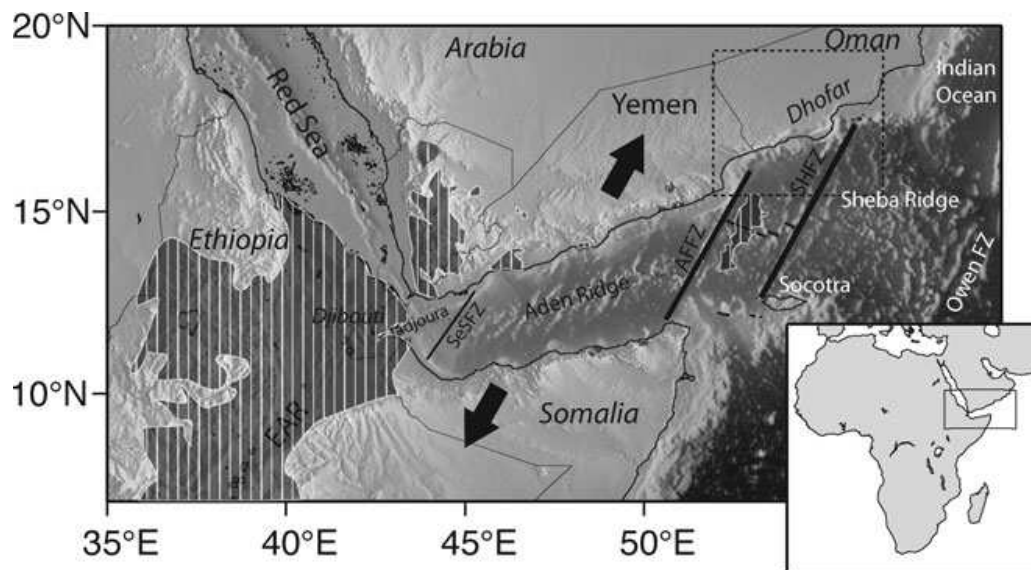 20°N
15°N
10°N
35°E
40°E
45°E
50°E
Arabia
Oman
Indian
Ocean
Red Sea
Yemen
Dhofar
SHFZ
Sheba Ridge
Ethiopia
AFFZ
Owen FZ
Socotra
Aden Ridge
Djibouti
Tadjoura
SeSFZ
Somalia
EAR